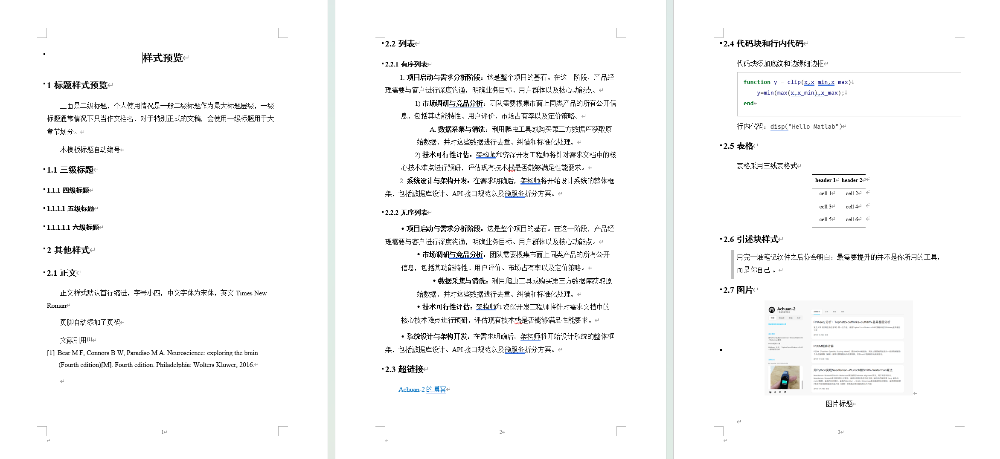 样式预览
1 标题样式预览
上面是二级标题，个人使用情况是一般二级标题作为最大标题层级，一级
标题通常情况下只当作文档名，对于特别正式的文稿，会使用一级标题用于大
章节划分。
本模板标题自动编号
1.1 三级标题
1.1.1 四级标题
1.1.1.1 五级标题
1.1.1.1.1 六级标题
2 其他样式
2.1 正文
正文样式默认首行缩进，字号小四，中文字体为宋体，英文 Times New
Roman
页脚自动添加了页码
文献引用[1]
[1] Bear M F, Connors B W, Paradiso M A. Neuroscience: exploring the brain
(Fourth edition)[M]. Fourth edition. Philadelphia: Wolters Kluwer, 2016.
1
2.2 列表
2.2.1 有序列表
1. 项目启动与需求分析阶段：这是整个项目的基石。在这一阶段，产品经
理需要与客户进行深度沟通，明确业务目标、用户群体以及核心功能点。
1) 市场调研与竞品分析：团队需要搜集市面上同类产品的所有公开信
息，包括其功能特性、用户评价、市场占有率以及定价策略。
A. 数据采集与清洗：利用爬虫工具或购买第三方数据库获取原
始数据，并对这些数据进行去重、纠错和标准化处理。
2) 技术可行性评估：架构师和资深开发工程师将针对需求文档中的核
心技术难点进行预研，评估现有技术栈是否能够满足性能要求。
2. 系统设计与架构开发：在需求明确后，架构师将开始设计系统的整体框
架，包括数据库设计、API 接口规范以及微服务拆分方案。
2.2.2 无序列表
• 项目启动与需求分析阶段：这是整个项目的基石。在这一阶段，产品经
理需要与客户进行深度沟通，明确业务目标、用户群体以及核心功能点。
• 市场调研与竞品分析：团队需要搜集市面上同类产品的所有公开
信息，包括其功能特性、用户评价、市场占有率以及定价策略。
• 数据采集与清洗：利用爬虫工具或购买第三方数据库获取原
始数据，并对这些数据进行去重、纠错和标准化处理。
• 技术可行性评估：架构师和资深开发工程师将针对需求文档中的
核心技术难点进行预研，评估现有技术栈是否能够满足性能要求。
• 系统设计与架构开发：在需求明确后，架构师将开始设计系统的整体框
架，包括数据库设计、API 接口规范以及微服务拆分方案。
2.3 超链接
Achuan-2 的博客
2
2.4 代码块和行内代码
代码块添加底纹和边缘细边框
function y = clip(x,x_min,x_max)
y=min(max(x,x_min),x_max);
end
行内代码：disp("Hello Matlab")
2.5 表格
表格采用三线表格式
header 1 header 2
cell 1 cell 2
cell 3 cell 4
cell 5 cell 6
2.6 引述块样式
用完一堆笔记软件之后你会明白：最需要提升的并不是你所用的工具，
而是你自己 。
2.7 图片
Achuan-2
RNAseq 分析：Tophat2+cufflinks+cuffdiff+差异基因分析
PSSM矩阵计算
用Python实现Needleman-Wunsch和Smith-Waterman算法
图片标题
3